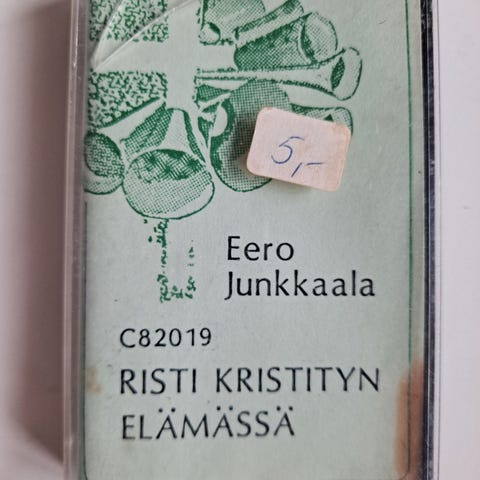 5,-
Eero
Junkkaala
C82019
RISTI KRISTITYN
ELÄMÄSSÄ